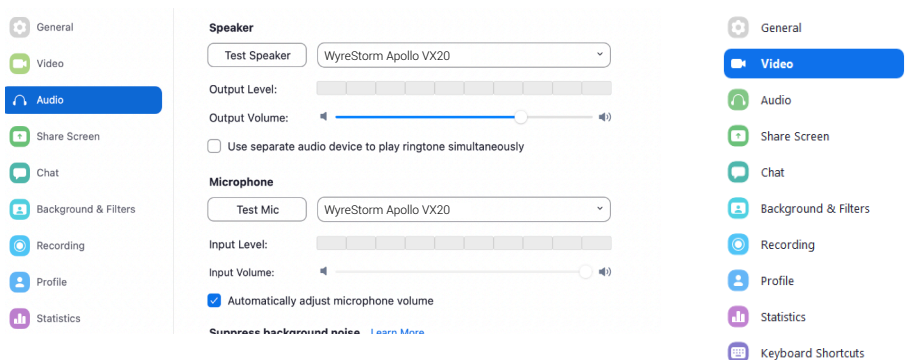 General
Video
Audio
Share Screen
Chat
Background & Filters
Recording
Profile
Statistics
Speaker
Test Speaker
WyreStorm Apollo VX20
Output Level:
Output Volume:
Use separate audio device to play ringtone simultaneously
Microphone
Test Mic
WyreStorm Apollo VX20
Input Level:
Input Volume:
Automatically adjust microphone volume
Suppress background noise Learn More
General
Video
Audio
Share Screen
Chat
Background & Filters
Recording
Profile
Statistics
Keyboard Shortcuts